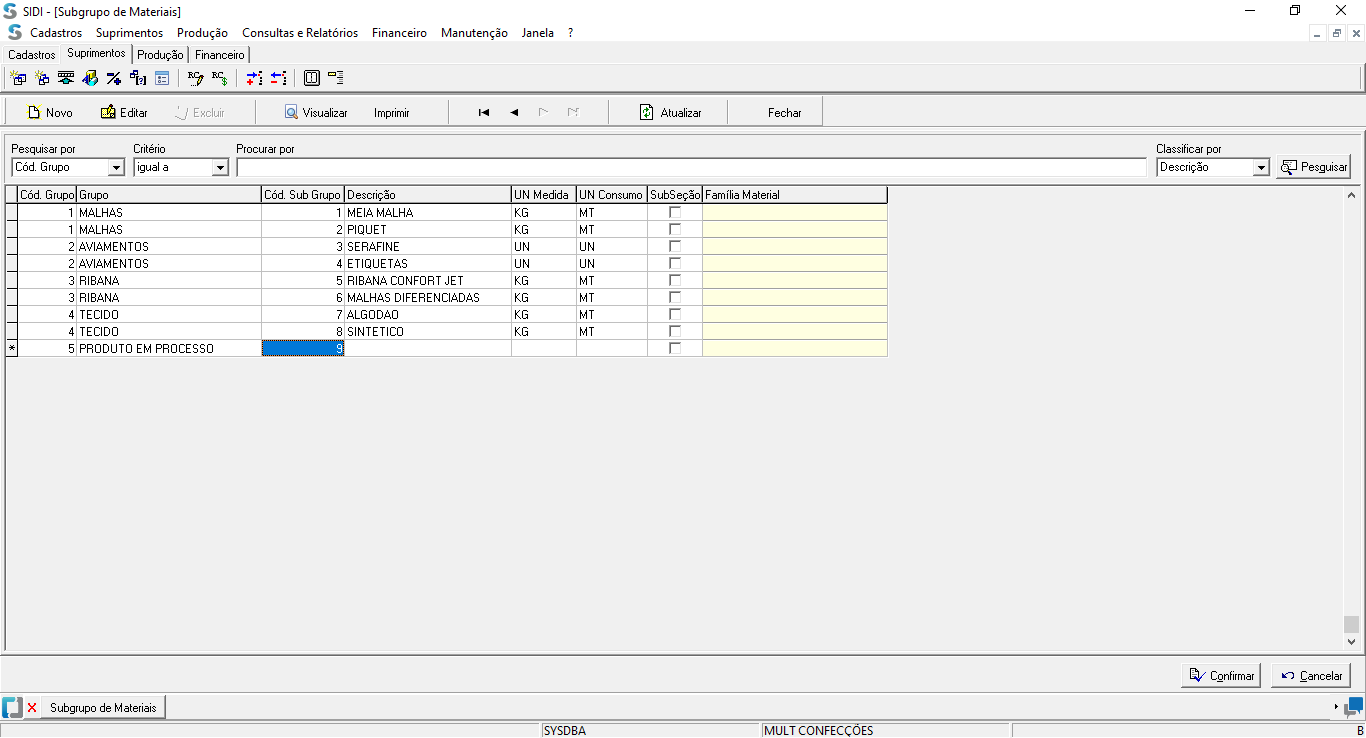 SIDI - [Subgrupo de Materiais]
Cadastros Suprimentos Produção Consultas e Relatórios Financeiro Manutenção Janela ?
Cadastros Suprimentos Produção Financeiro
Novo Editar Excluir Visualizar Imprimir Atualizar Fechar
Pesquisar por Critério Procurar por Classificar por
Cód. Grupo igual a Descrição Pesquisar
Cód. Grupo Grupo Cód. Sub Grupo Descrição UN Medida UN Consumo SubSeção Família Material
1 MALHAS 1 MEIA MALHA KG MT
1 MALHAS 2 PIQUET KG MT
2 AVIAMENTOS 3 SERAFINE UN UN
2 AVIAMENTOS 4 ETIQUETAS UN UN
3 RIBANA 5 RIBANA CONFORT JET KG MT
3 RIBANA 6 MALHAS DIFERENCIADAS KG MT
4 TECIDO 7 ALGODAO KG MT
4 TECIDO 8 SINTETICO KG MT
* 5 PRODUTO EM PROCESSO 9
Confirmar Cancelar
Subgrupo de Materiais
SYSDBA MULT CONFECÇÕES B